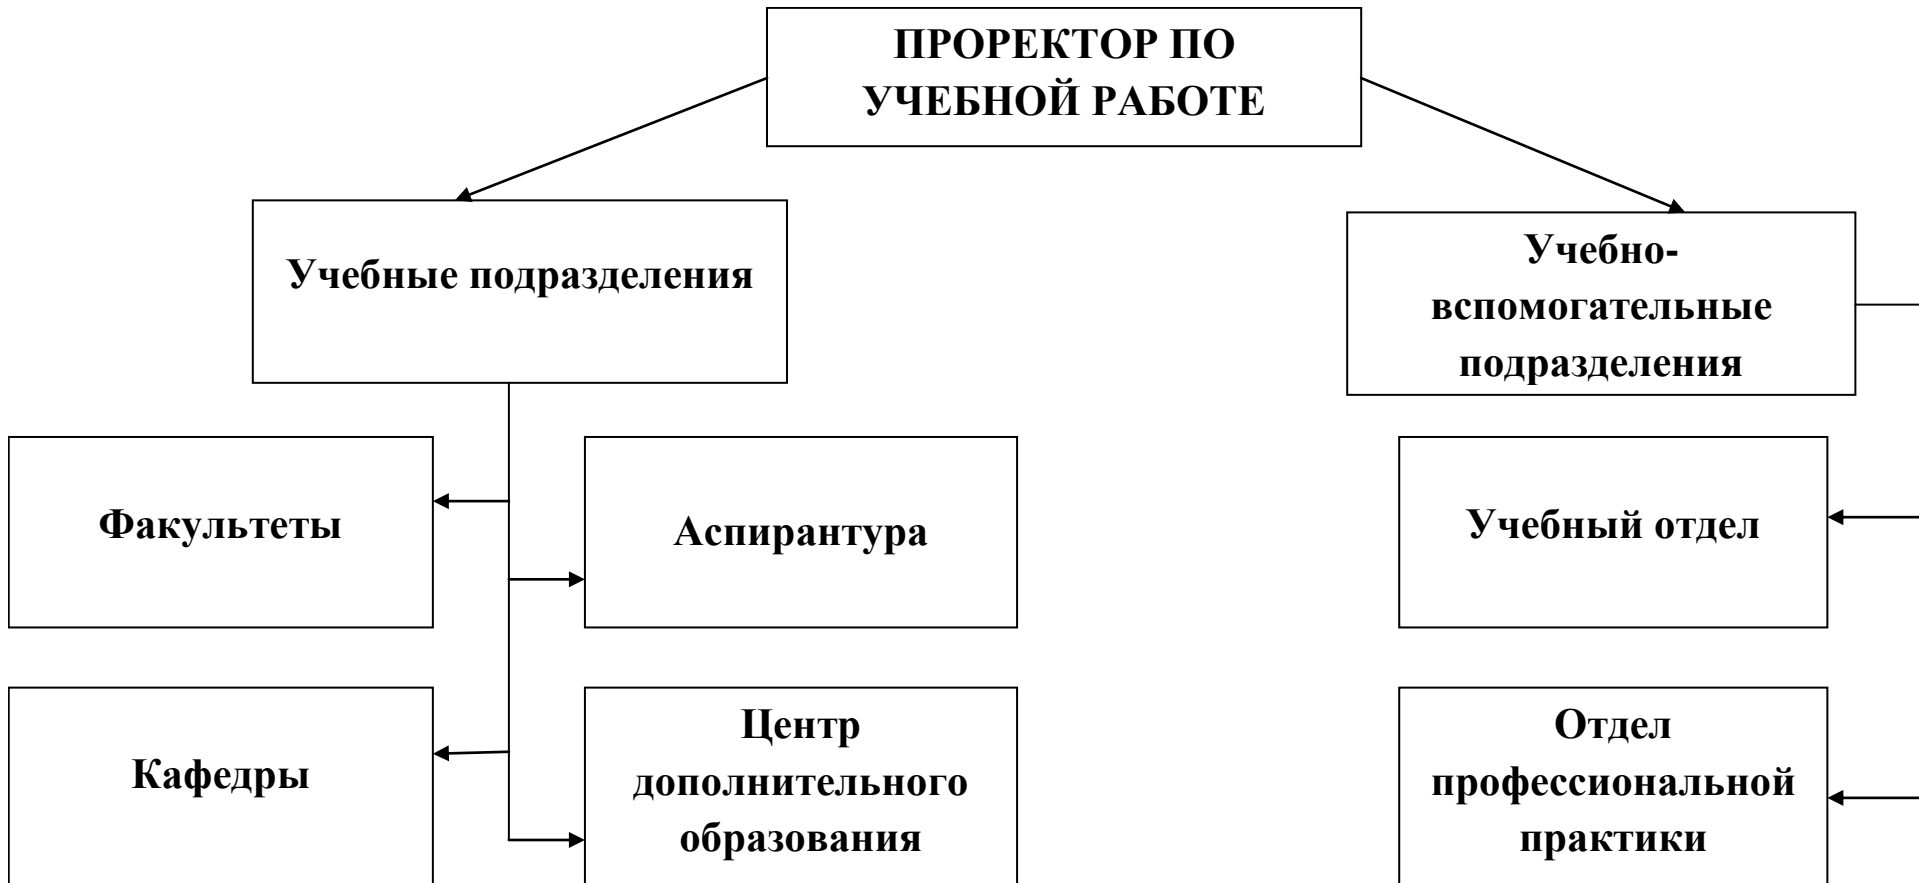 ПРОРЕКТОР ПО
УЧЕБНОЙ РАБОТЕ
Учебные подразделения
Учебно-
вспомогательные
подразделения
Факультеты
Аспирантура
Учебный отдел
Кафедры
Центр
дополнительного
образования
Отдел
профессиональной
практики